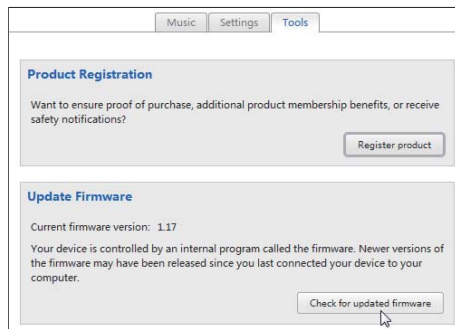 Music Settings Tools
Product Registration
Want to ensure proof of purchase, additional product membership benefits, or receive
safety notifications?
Register product
Update Firmware
Current firmware version: 1.17
Your device is controlled by an internal program called the firmware. Newer versions of
the firmware may have been released since you last connected your device to your
computer.
Check for updated firmware